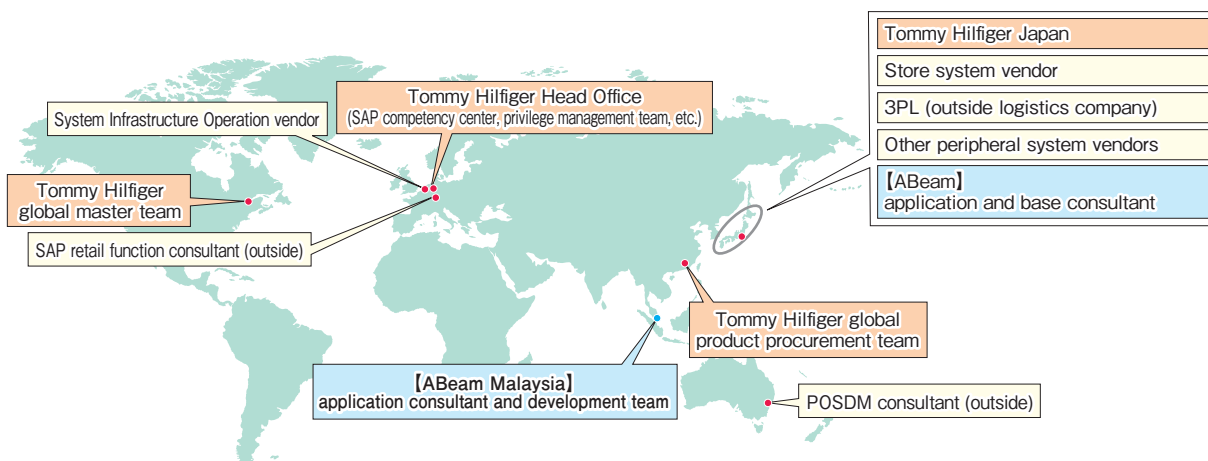 Tommy Hilfiger Japan
Store system vendor
3PL (outside logistics company)
Other peripheral system vendors
【ABeam】
application and base consultant
Tommy Hilfiger Head Office
(SAP competency center, privilege management team, etc.)
System Infrastructure Operation vendor
Tommy Hilfiger
global master team
SAP retail function consultant (outside)
Tommy Hilfiger global
product procurement team
【ABeam Malaysia】
application consultant and development team
POSDM consultant (outside)